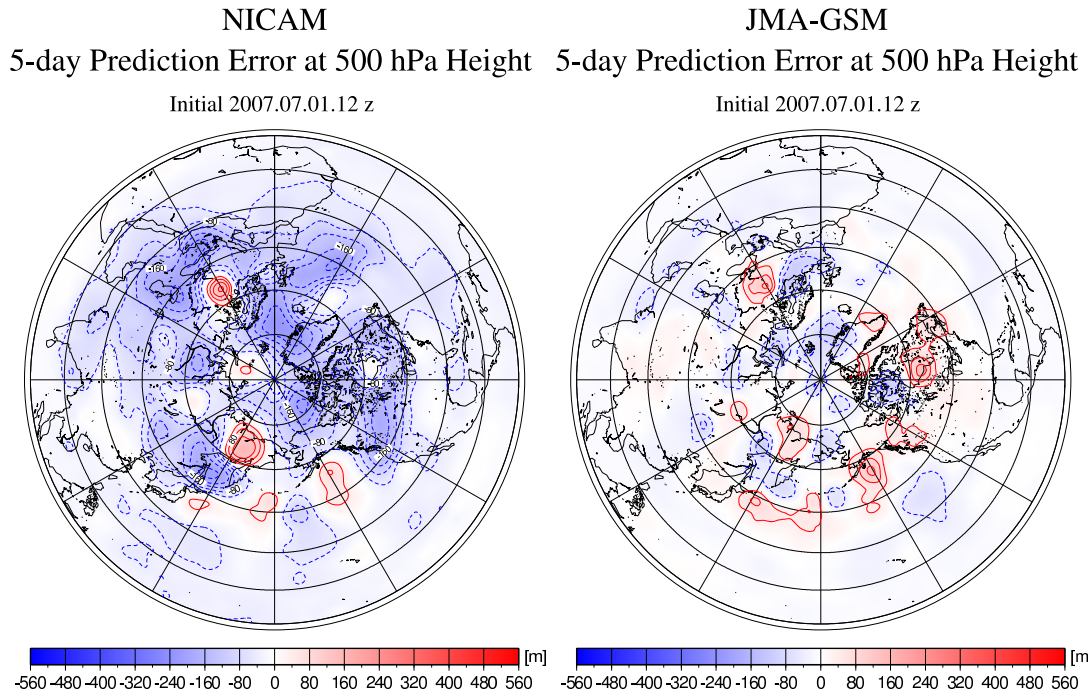 NICAM
5-day Prediction Error at 500 hPa Height
Initial 2007.07.01.12 z
-560 -480 -400 -320 -240 -160 -80 0 80 160 240 320 400 480 560 [m]
JMA-GSM
5-day Prediction Error at 500 hPa Height
Initial 2007.07.01.12 z
-560 -480 -400 -320 -240 -160 -80 0 80 160 240 320 400 480 560 [m]